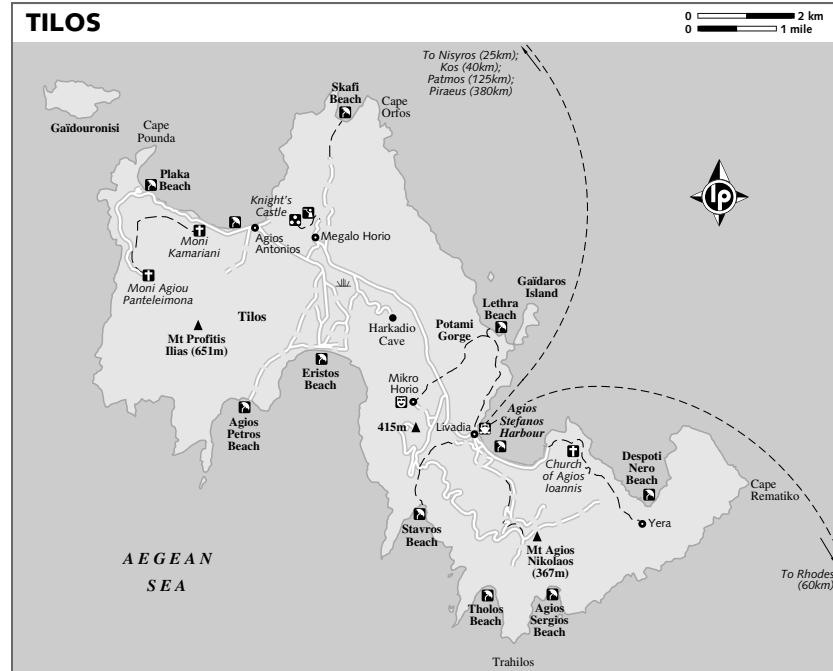 TILOS
0
2 km
0
1 mile
To Nisyros (25km);
Kos (40km);
Patmos (125km);
Piraeus (380km)
Skafi
Beach
Cape
Orfos
Gaïdouronisi
Cape
Pounda
Plaka
Beach
Knight's
Castle
lp
Moni
Kamariani
Agios
Antonios
Megalo Horio
Moni Agiou
Panteleimona
Gaïdaros
Island
Lethra
Beach
Tilos
Potami
Gorge
Mt Profitis
Ilias (651m)
Harkadio
Cave
Eristos
Beach
Mikro
Horio
Agios
Petros
Beach
415m
Livadia
Agios
Stefanos
Harbour
Church
of Agios
Ioannis
Despoti
Nero
Beach
Cape
Rematiko
Stavros
Beach
Yera
Mt Agios
Nikolaos
(367m)
AEGEAN
SEA
To Rhodes
(60km)
Tholos
Beach
Agios
Sergios
Beach
Trahilos